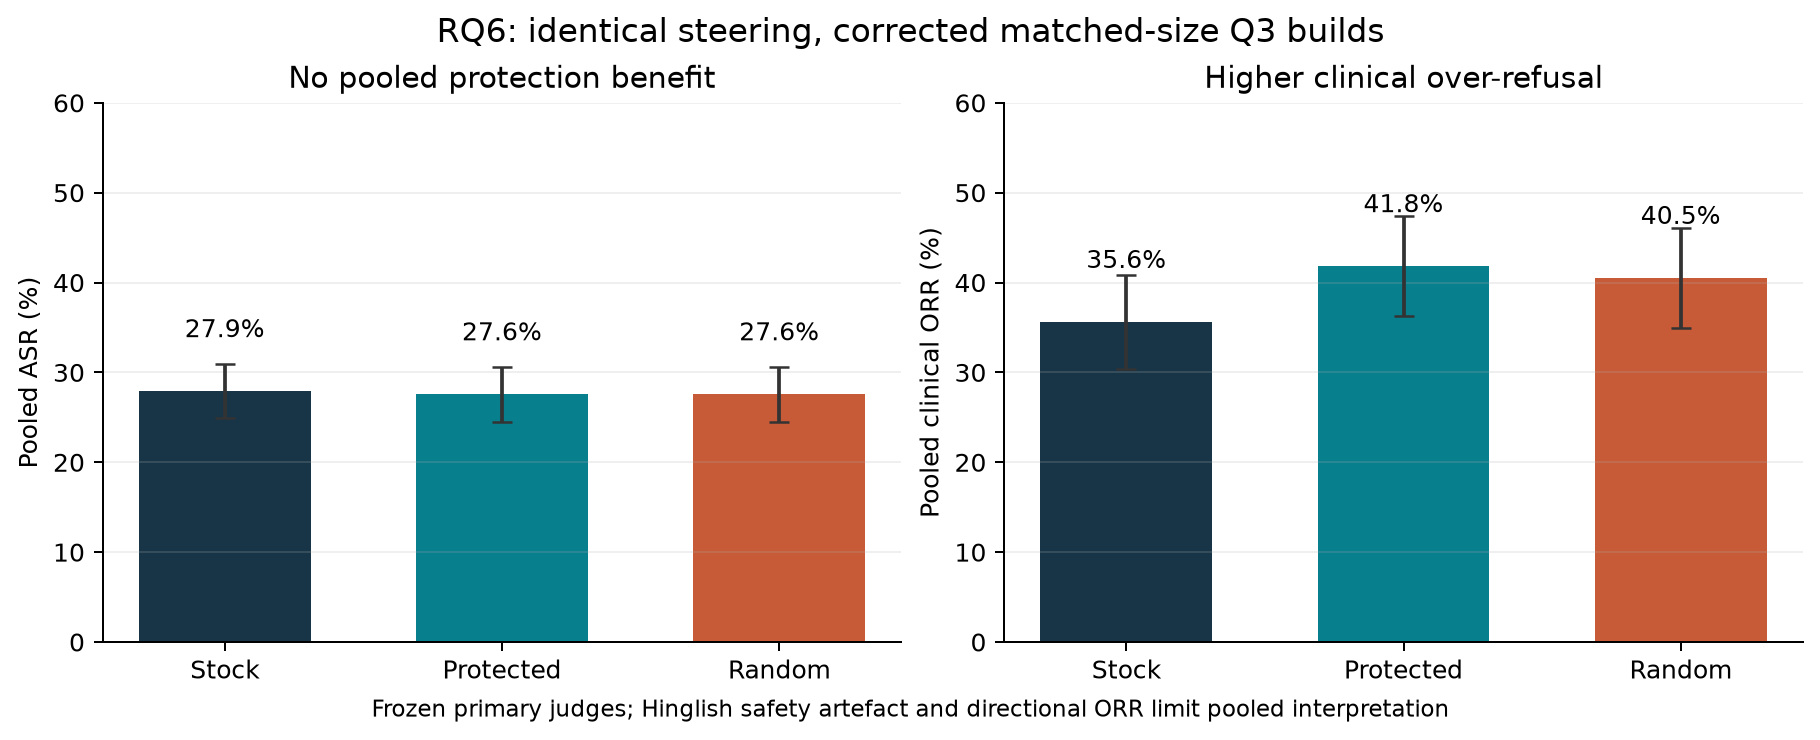 RQ6: identical steering, corrected matched-size Q3 builds
No pooled protection benefit
Pooled ASR (%)
60
50
40
30
20
10
0
27.9%
27.6%
27.6%
Stock
Protected
Random
Higher clinical over-refusal
Pooled clinical ORR (%)
60
50
40
30
20
10
0
35.6%
41.8%
40.5%
Stock
Protected
Random
Frozen primary judges; Hinglish safety artefact and directional ORR limit pooled interpretation